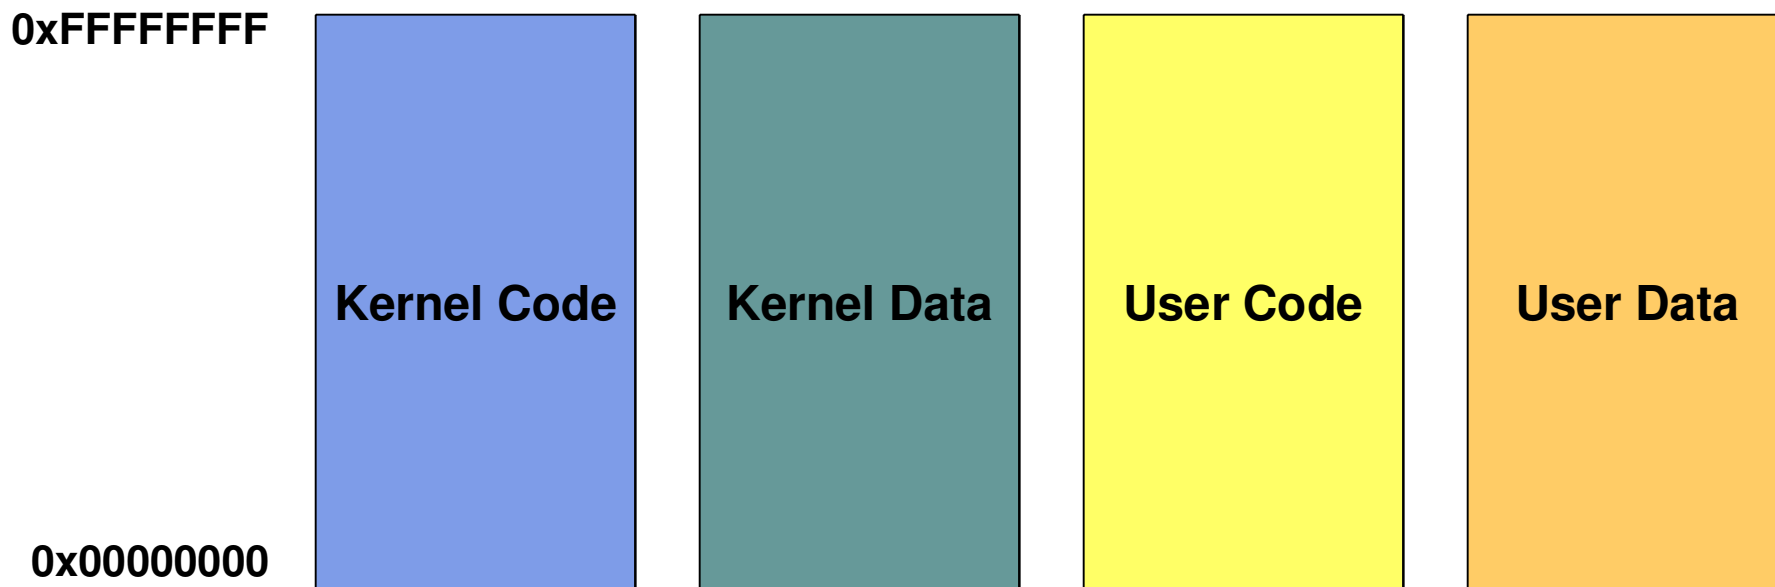 0xFFFFFFFF
Kernel Code
Kernel Data
User Code
User Data
0x00000000